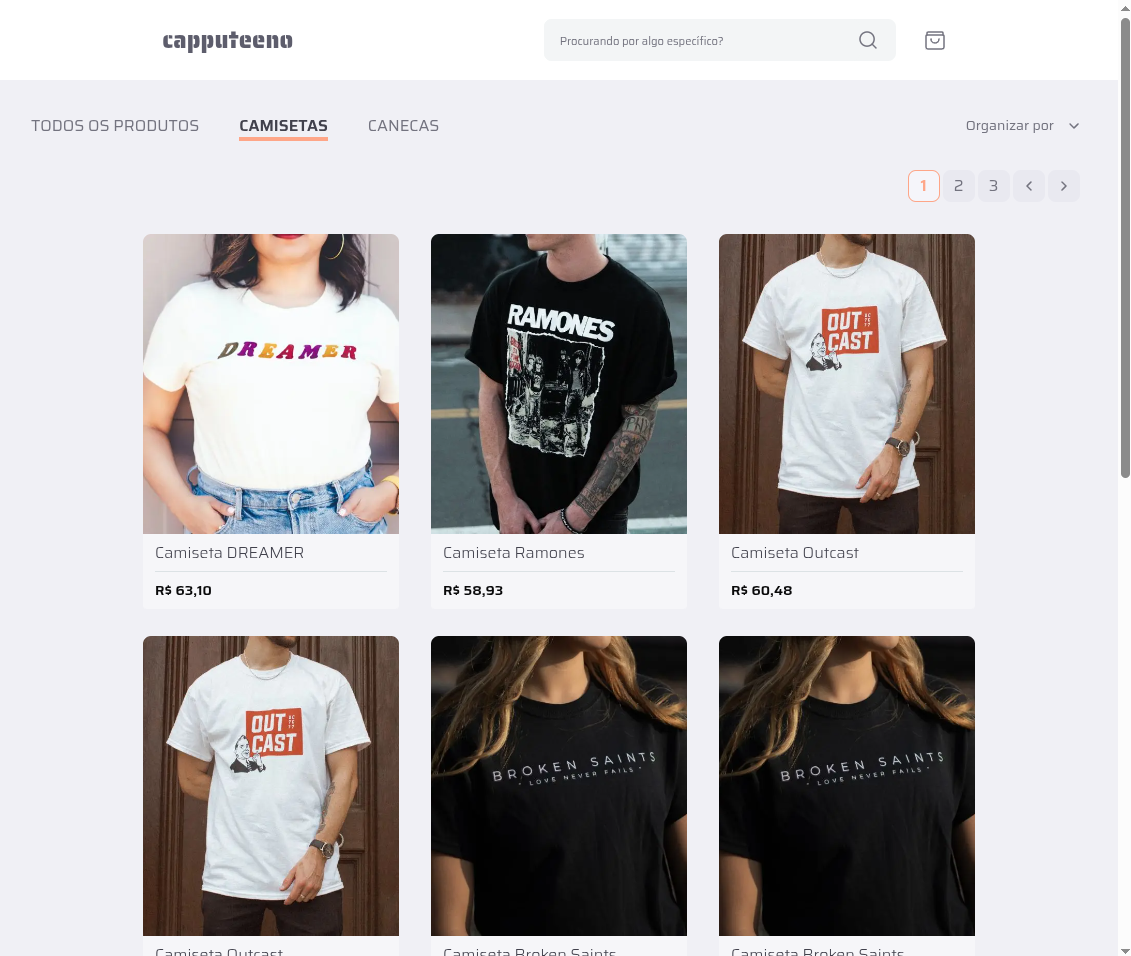 capputeeno
Procurando por algo específico?
TODOS OS PRODUTOS
CAMISETAS
CANECAS
Organizar por
1
2
3
DREAMER
RAMONES
OUT
CAST
Camiseta DREAMER
R$ 63,10
Camiseta Ramones
R$ 58,93
Camiseta Outcast
R$ 60,48
OUT
CAST
BROKEN SAINTS
- LOVE NEVER FAILS -
BROKEN SAINTS
- LOVE NEVER FAILS -
Camiseta Outcast
Camiseta Broken Saints
Camiseta Broken Saints